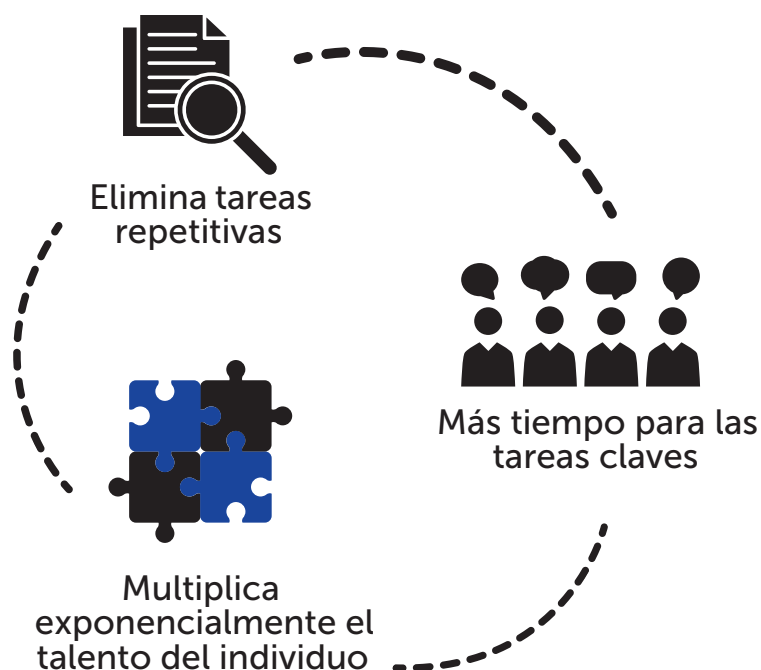 Elimina tareas
repetitivas
Más tiempo para las
tareas claves
Multiplica
exponencialmente el
talento del individuo